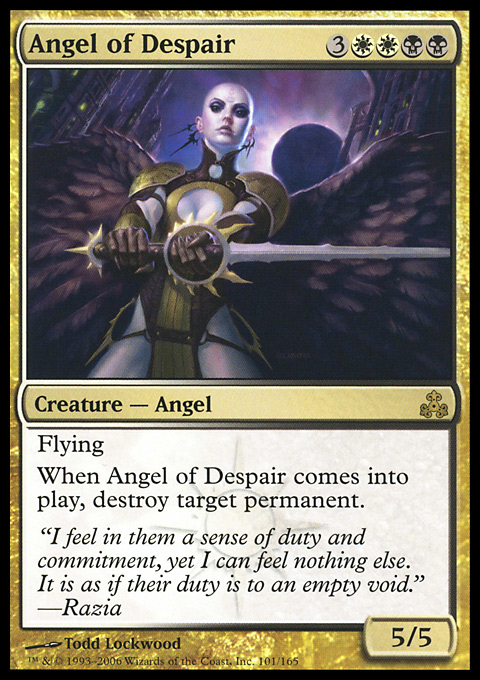 Angel of Despair 3
Creature — Angel
Flying
When Angel of Despair comes into
play, destroy target permanent.
“I feel in them a sense of duty and
commitment, yet I can feel nothing else.
It is as if their duty is to an empty void.”
—Razia
Todd Lockwood
5/5
™ & © 1993–2006 Wizards of the Coast, Inc. 101/165